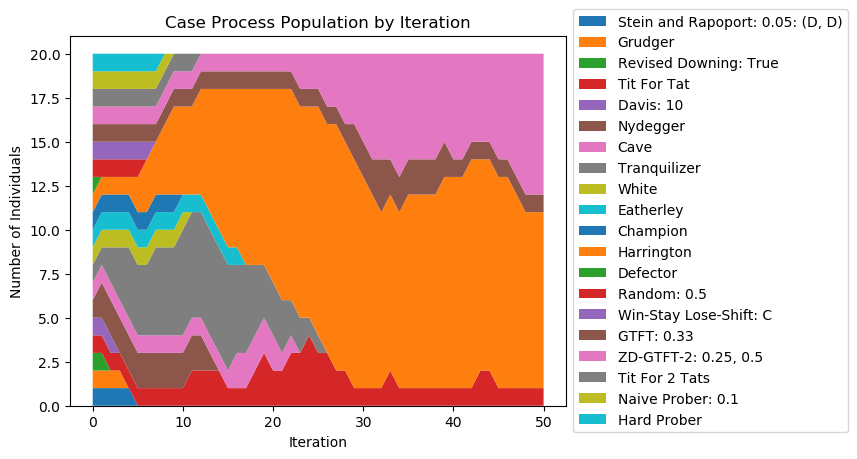 Case Process Population by Iteration
Number of Individuals
20.0
17.5
15.0
12.5
10.0
7.5
5.0
2.5
0.0
0
10
20
30
40
50
Iteration
Stein and Rapoport: 0.05: (D, D)
Grudger
Revised Downing: True
Tit For Tat
Davis: 10
Nydegger
Cave
Tranquilizer
White
Eatherley
Champion
Harrington
Defector
Random: 0.5
Win-Stay Lose-Shift: C
GTFT: 0.33
ZD-GTFT-2: 0.25, 0.5
Tit For 2 Tats
Naive Prober: 0.1
Hard Prober